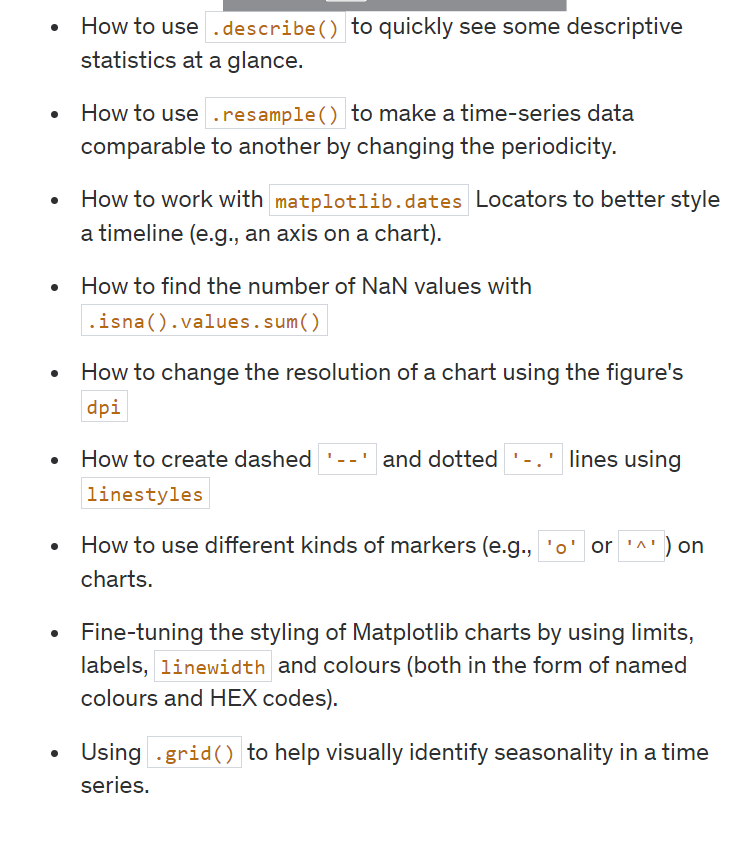 How to use .describe() to quickly see some descriptive
statistics at a glance.
How to use .resample() to make a time-series data
comparable to another by changing the periodicity.
How to work with matplotlib.dates Locators to better style
a timeline (e.g., an axis on a chart).
How to find the number of NaN values with
.isna().values.sum()
How to change the resolution of a chart using the figure's
dpi
How to create dashed '--' and dotted '-.' lines using
linestyles
How to use different kinds of markers (e.g., 'o' or '^') on
charts.
Fine-tuning the styling of Matplotlib charts by using limits,
labels, linewidth and colours (both in the form of named
colours and HEX codes).
Using .grid() to help visually identify seasonality in a time
series.